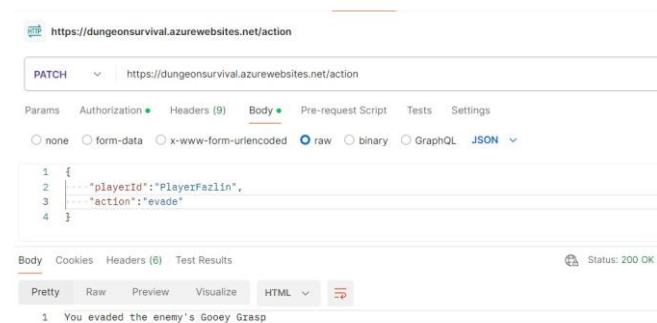 HTTP https://dungeonsurvival.azurewebsites.net/action
PATCH https://dungeonsurvival.azurewebsites.net/action
Params Authorization Headers (9) Body Pre-request Script Tests Settings
none form-data x-www-form-urlencoded raw binary GraphQL JSON
1 {
2 "playerId":"PlayerFazlin",
3 "action":"evade"
4 }
Body Cookies Headers (6) Test Results Status: 200 OK
Pretty Raw Preview Visualize HTML
1 You evaded the enemy's Gooey Grasp